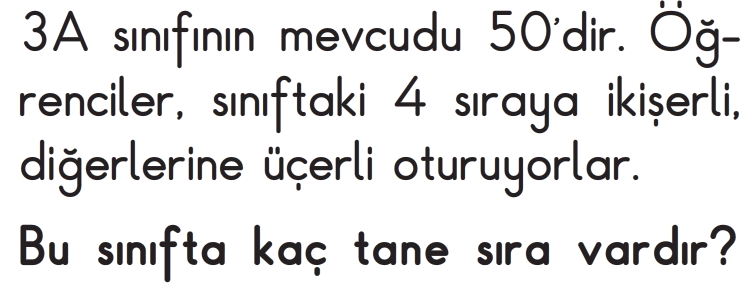 3A sınıfının mevcudu 50'dir. Öğ-
renciler, sınıftaki 4 sıraya ikişerli,
diğerlerine üçerli oturuyorlar.
Bu sınıfta kaç tane sıra vardır?